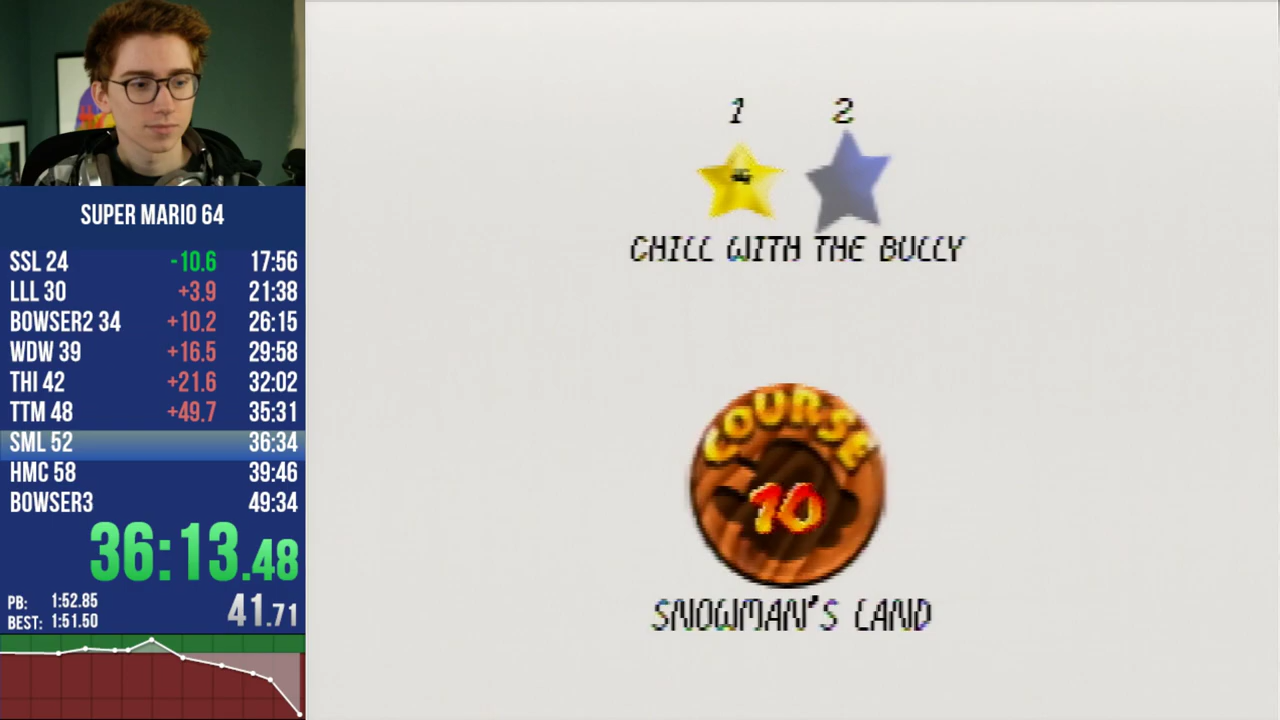 SUPER MARIO 64
SSL 24 -10.6 17:56
LLL 30 +3.9 21:38
BOWSER2 34 +10.2 26:15
WDW 39 +16.5 29:58
THI 42 +21.6 32:02
TTM 48 +49.7 35:31
SML 52 36:34
HMC 58 39:46
BOWSER3 49:34
36:13.48
PB: 1:52.85
BEST: 1:51.50
41.71
1 2
CHILL WITH THE BULLY
COURSE
10
SNOWMAN'S LAND